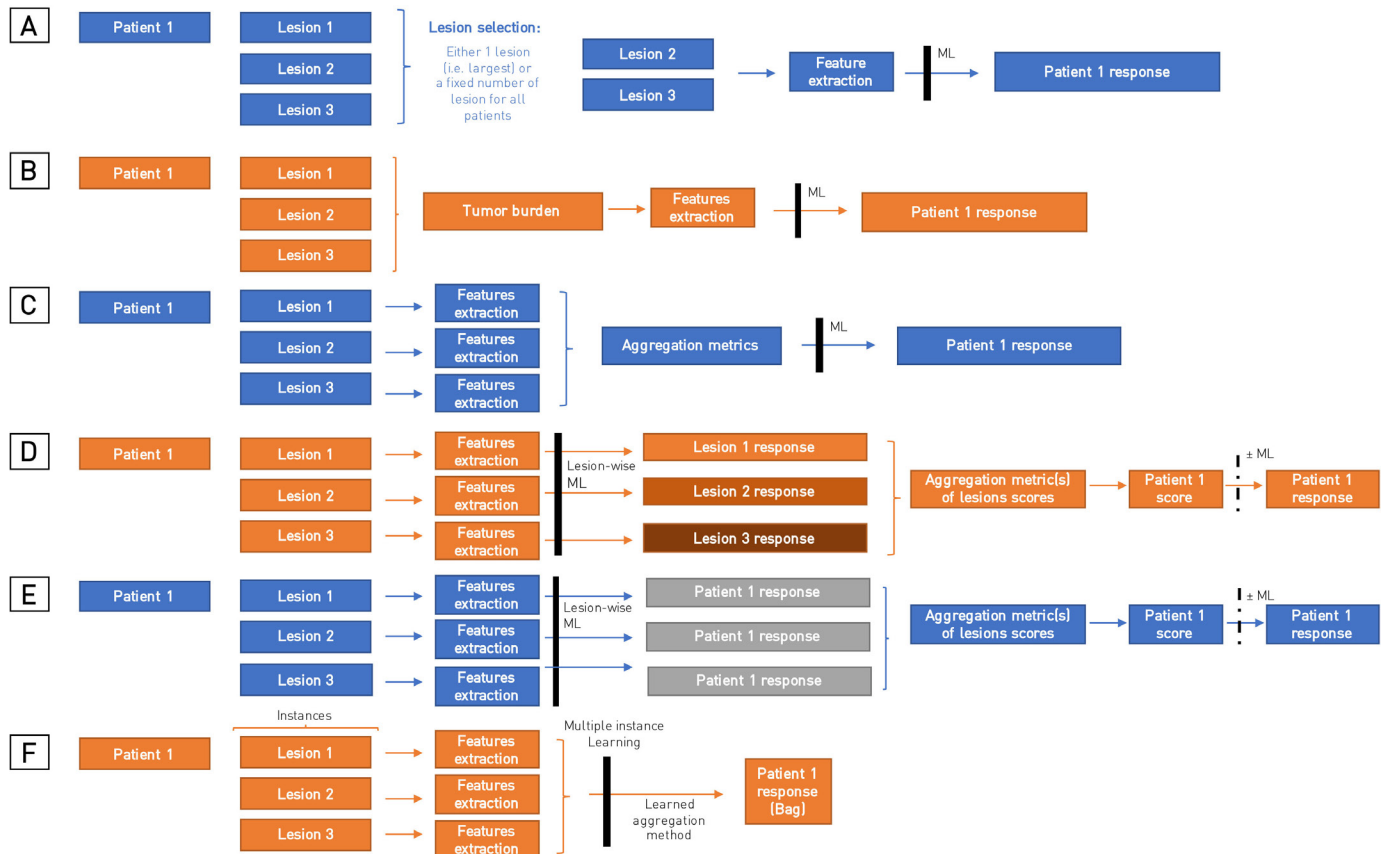 A
Patient 1
Lesion 1
Lesion 2
Lesion 3
Lesion selection:
Either 1 lesion
(i.e. largest) or
a fixed number of
lesion for all
patients
Lesion 2
Lesion 3
Feature
extraction
ML
Patient 1 response
B
Patient 1
Lesion 1
Lesion 2
Lesion 3
Tumor burden
Features
extraction
ML
Patient 1 response
C
Patient 1
Lesion 1
Lesion 2
Lesion 3
Features
extraction
Features
extraction
Features
extraction
Aggregation metrics
ML
Patient 1 response
D
Patient 1
Lesion 1
Lesion 2
Lesion 3
Features
extraction
Features
extraction
Features
extraction
Lesion-wise
ML
Lesion 1 response
Lesion 2 response
Lesion 3 response
Aggregation metric(s)
of lesions scores
Patient 1
score
± ML
Patient 1
response
E
Patient 1
Lesion 1
Lesion 2
Lesion 3
Features
extraction
Features
extraction
Features
extraction
Lesion-wise
ML
Patient 1 response
Patient 1 response
Patient 1 response
Aggregation metric(s)
of lesions scores
Patient 1
score
± ML
Patient 1
response
F
Patient 1
Instances
Lesion 1
Lesion 2
Lesion 3
Features
extraction
Features
extraction
Features
extraction
Multiple instance
Learning
Learned
aggregation
method
Patient 1
response
(Bag)